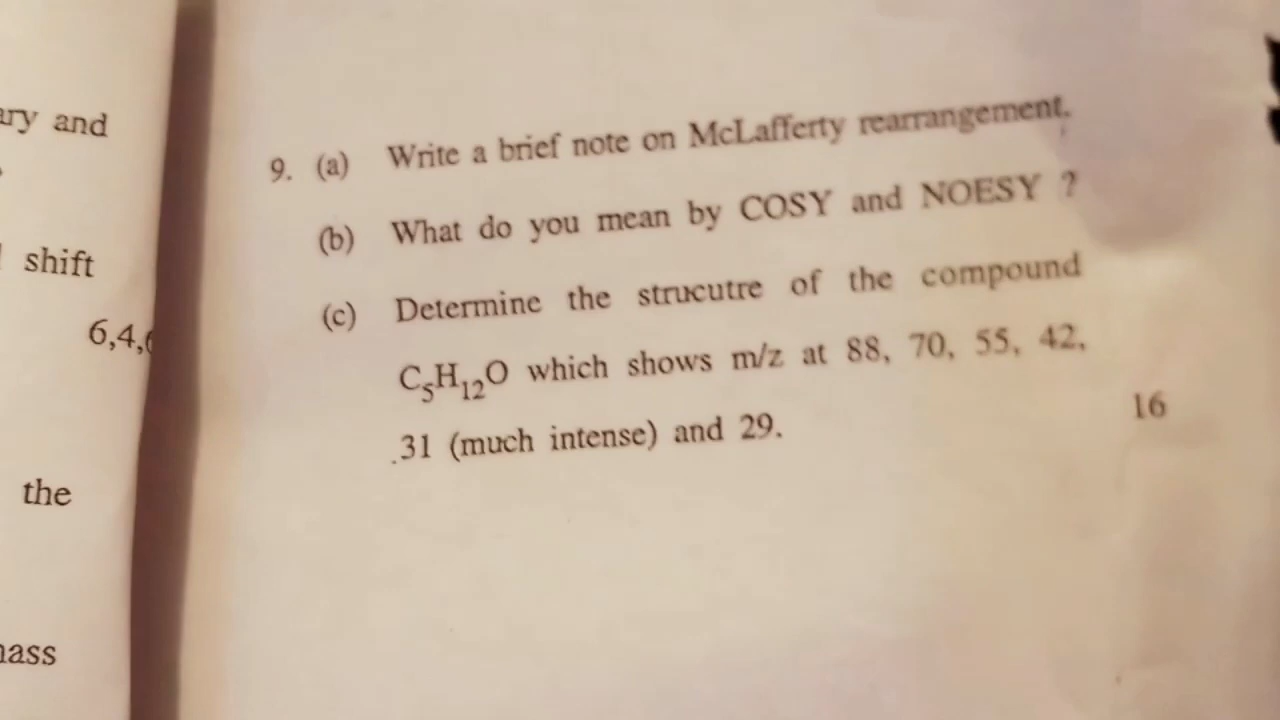 ary and
shift
6,4,
the
9. (a) Write a brief note on McLafferty rearrangement.
(b) What do you mean by COSY and NOESY ?
(c) Determine the strucutre of the compound
C₅H₁₂O which shows m/z at 88, 70, 55, 42,
31 (much intense) and 29.
16